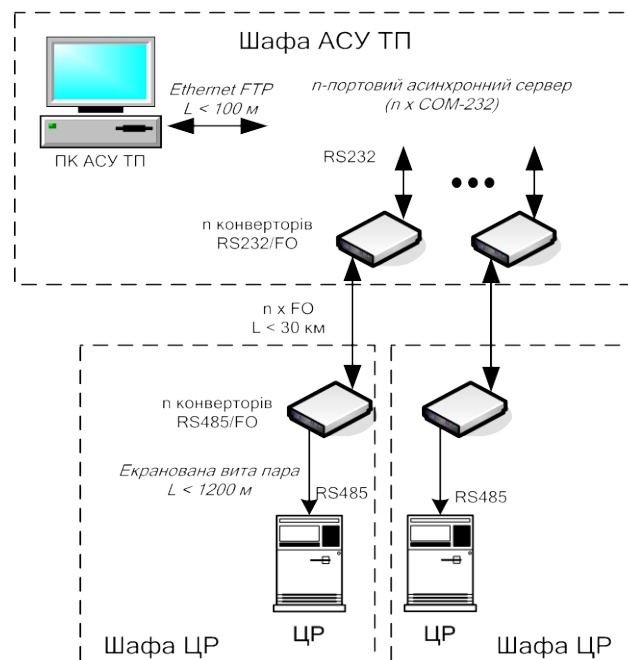 Шафа АСУ ТП
Ethernet FTP
L < 100 м
n-портовий асинхронний сервер
(n x COM-232)
ПК АСУ ТП
RS232
n конверторів
RS232/FO
n x FO
L < 30 км
n конверторів
RS485/FO
Екранована вита пара
L < 1200 м
RS485
RS485
ЦР
ЦР
Шафа ЦР
Шафа ЦР